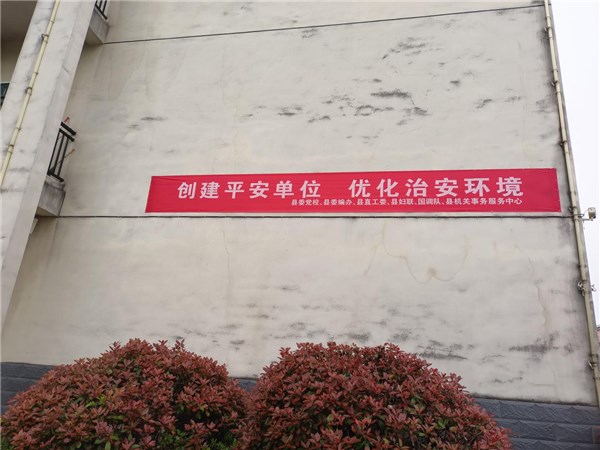 创建平安单位 优化治安环境
县委党校、县委编办、县直工委、县妇联、国调队、县机关事务服务中心